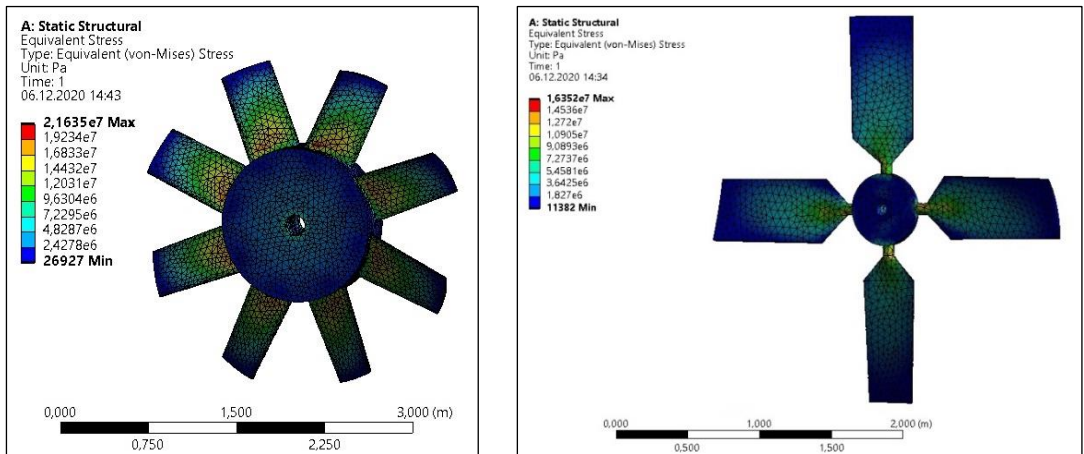 A: Static Structural
Equivalent Stress
Type: Equivalent (von-Mises) Stress
Unit: Pa
Time: 1
06.12.2020 14:43
2,1635e7 Max
1,9234e7
1,6833e7
1,4432e7
1,2031e7
9,6304e6
7,2295e6
4,8287e6
2,4278e6
26927 Min
0,000 1,500 3,000 (m)
0,750 2,250
A: Static Structural
Equivalent Stress
Type: Equivalent (von-Mises) Stress
Unit: Pa
Time: 1
06.12.2020 14:34
1,6352e7 Max
1,4536e7
1,272e7
1,0905e7
9,0893e6
7,2737e6
5,4581e6
3,6425e6
1,827e6
11382 Min
0,000 1,000 2,000 (m)
0,500 1,500